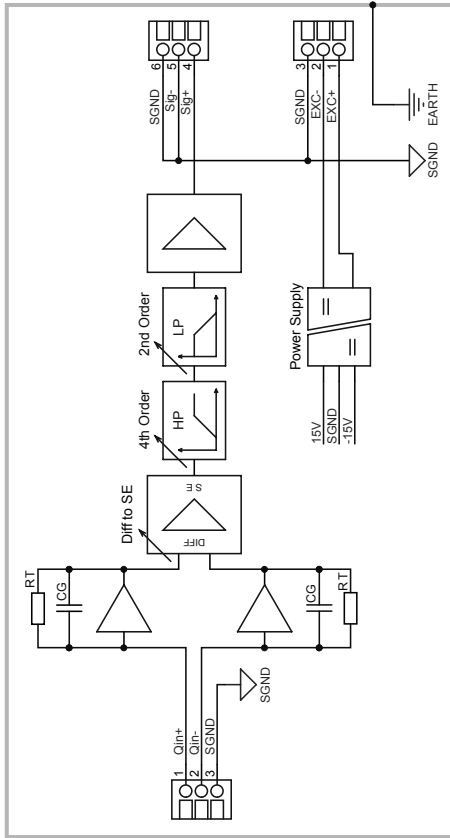 6
5
4
SGND
Sig-
Sig+
3
2
1
SGND
EXC-
EXC+
EARTH
SGND
2nd Order
LP
4th Order
HP
Power Supply
15V
SGND
-15V
Diff to SE
SE
DIFF
RT
CG
CG
RT
Qin+
Qin-
SGND
1
2
3
SGND